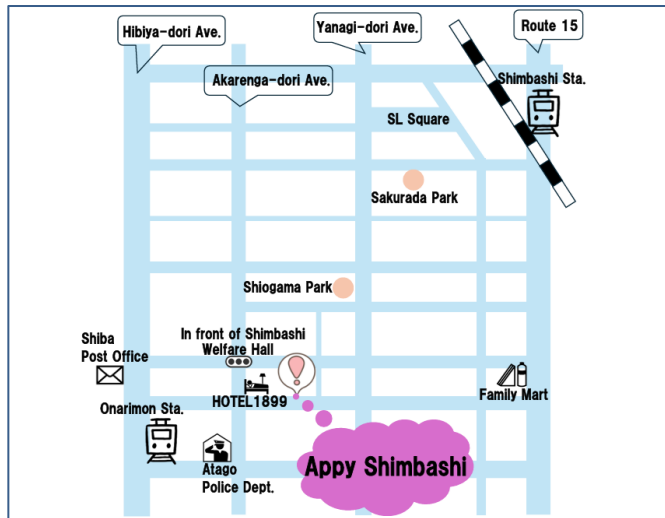 Hibiya-dori Ave.
Yanagi-dori Ave.
Route 15
Akarenga-dori Ave.
Shimbashi Sta.
SL Square
Sakurada Park
Shiogama Park
Shiba
Post Office
In front of Shimbashi
Welfare Hall
HOTEL1899
Family Mart
Onarimon Sta.
Atago
Police Dept.
Appy Shimbashi